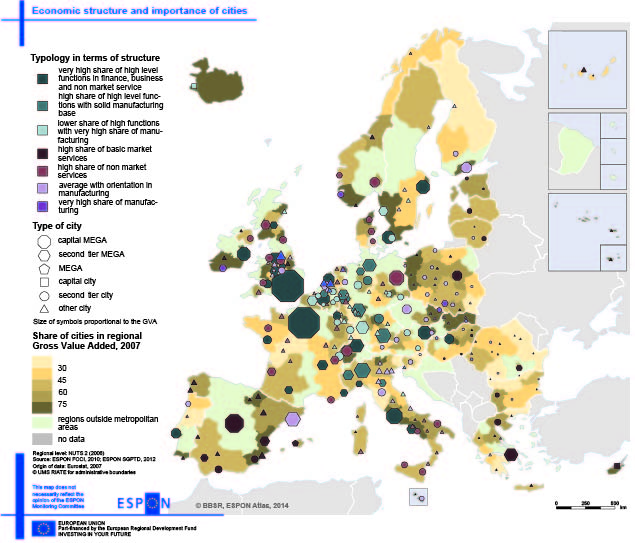 Economic structure and importance of cities
Typology in terms of structure
very high share of high level
functions in finance, business
and non market service
high share of high level func-
tions with solid manufacturing
base
lower share of high functions
with very high share of manu-
facturing
high share of basic market
services
high share of non market
services
average with orientation in
manufacturing
very high share of manufac-
turing
Type of city
capital MEGA
second tier MEGA
MEGA
capital city
second tier city
other city
Size of symbols proportional to the GVA
Share of cities in regional
Gross Value Added, 2007
30
45
60
75
regions outside metropolitan
areas
no data
Regional level: NUTS 2 (2006)
Source: ESPON FOCI, 2010; ESPON SGPTD, 2012
Origin of data: Eurostat, 2007
© UMS RIATE for administrative boundaries
This map does not
necessarily reflect the
opinion of the ESPON
Monitoring Committee
ESPON
© BBSR, ESPON Atlas, 2014
0 250 500
km
EUROPEAN UNION
Part-financed by the European Regional Development Fund
INVESTING IN YOUR FUTURE